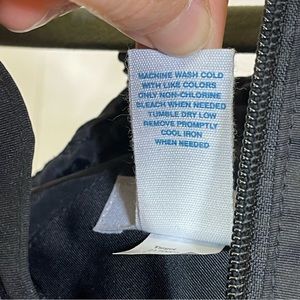 MACHINE WASH COLD
WITH LIKE COLORS
ONLY NON-CHLORINE
BLEACH WHEN NEEDED
TUMBLE DRY LOW
REMOVE PROMPTLY
COOL IRON
WHEN NEEDED